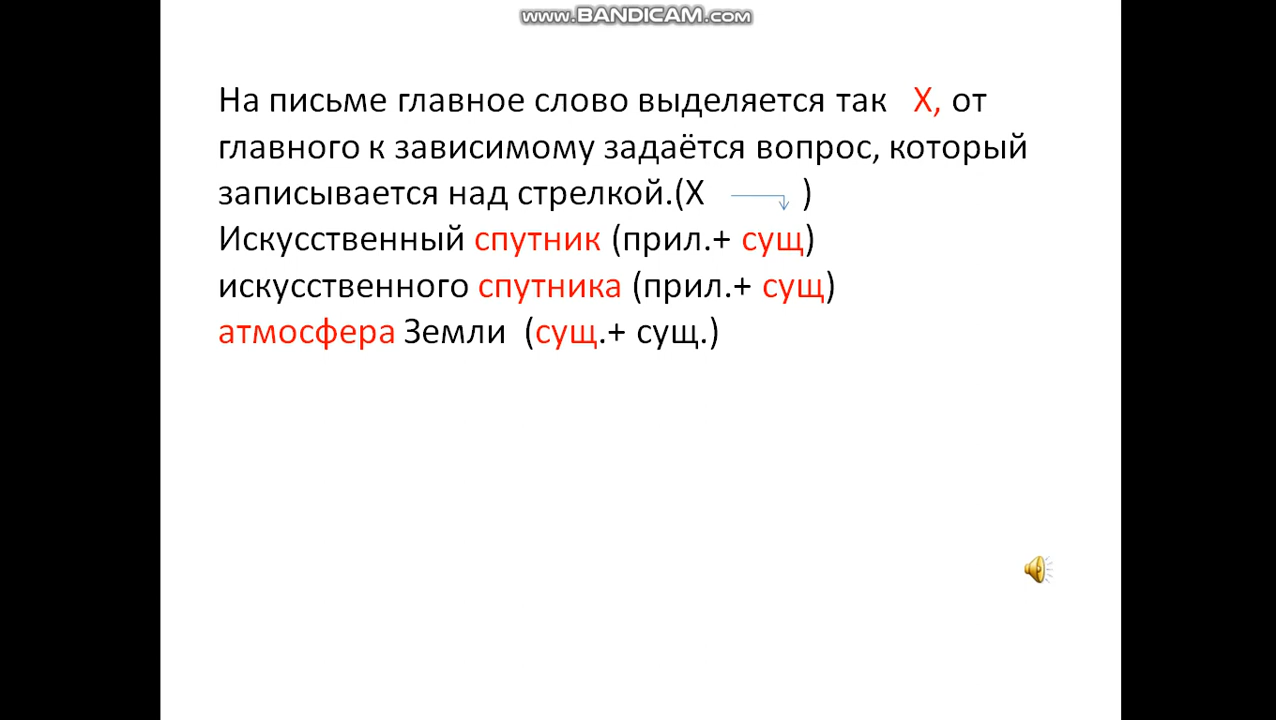 www.BANDICAM.com
На письме главное слово выделяется так Х, от
главного к зависимому задаётся вопрос, который
записывается над стрелкой.(Х )
Искусственный спутник (прил.+ сущ)
искусственного спутника (прил.+ сущ)
атмосфера Земли (сущ.+ сущ.)